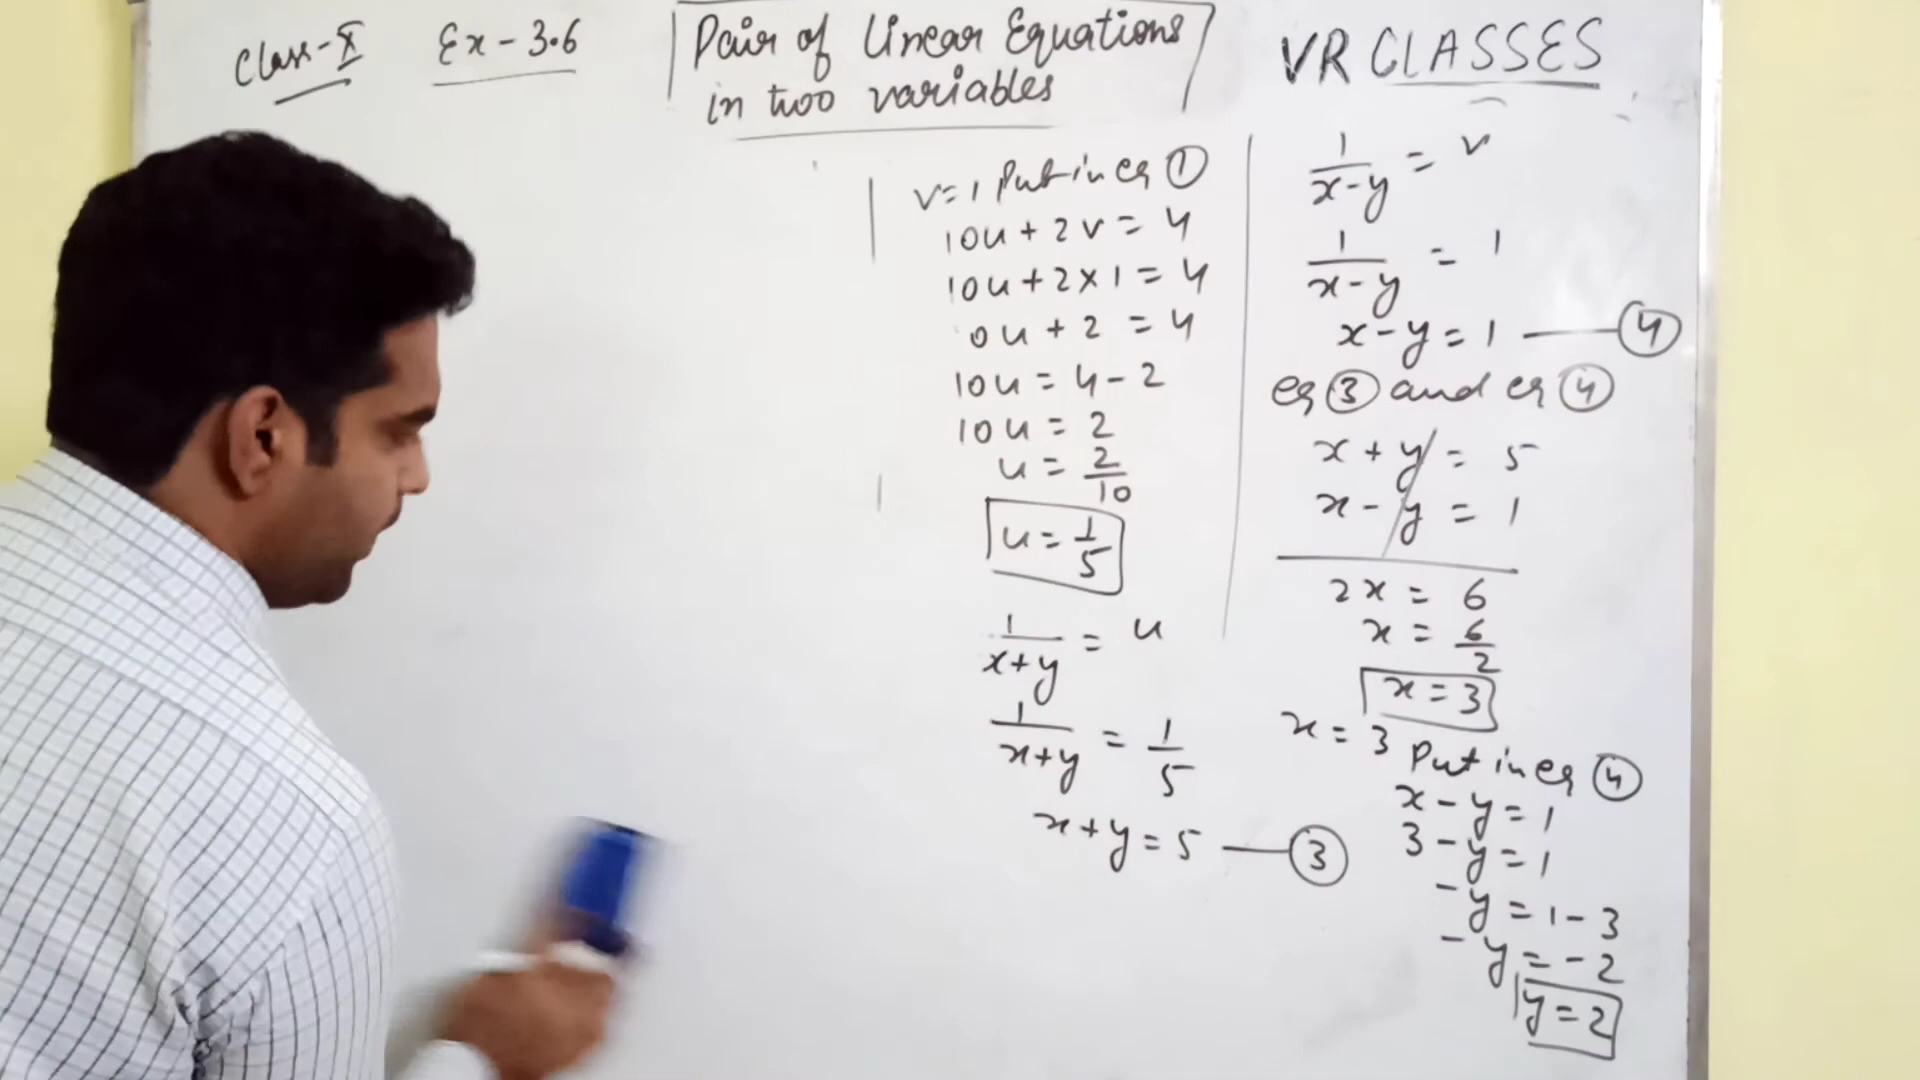 Class-X Ex-3.6
Pair of Linear Equations
in two variables
VR CLASSES
v=1 Put in eq ①
10u + 2v = 4
10u + 2×1 = 4
0u + 2 = 4
10u = 4-2
10u = 2
u = 2/10
u = 1/5
1/(x+y) = u
1/(x+y) = 1/5
x+y = 5 — ③
1/(x-y) = v
1/(x-y) = 1
x-y = 1 — ④
eq ③ and eq ④
x + y = 5
x - y = 1
2x = 6
x = 6/2
x = 3
x = 3 Put in eq ④
x-y = 1
3-y = 1
-y = 1-3
-y = -2
y = 2